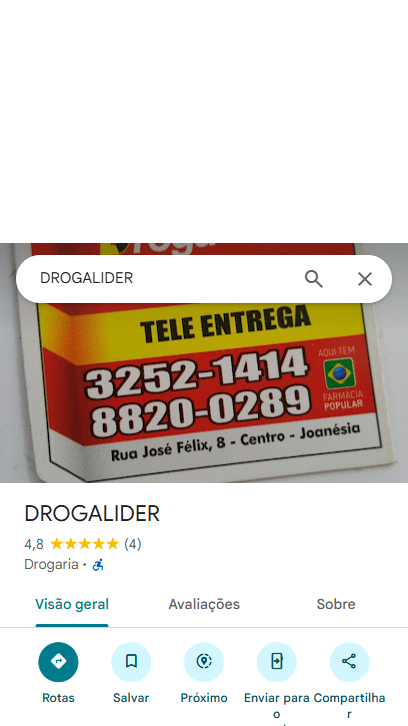 DROGALIDER
TELE ENTREGA
3252-1414
8820-0289
AQUI TEM
FARMÁCIA
POPULAR
Rua José Félix, 8 - Centro - Joanésia
DROGALIDER
4,8 (4)
Drogaria ·
Visão geral Avaliações Sobre
Rotas Salvar Próximo Enviar para o Compartilhar